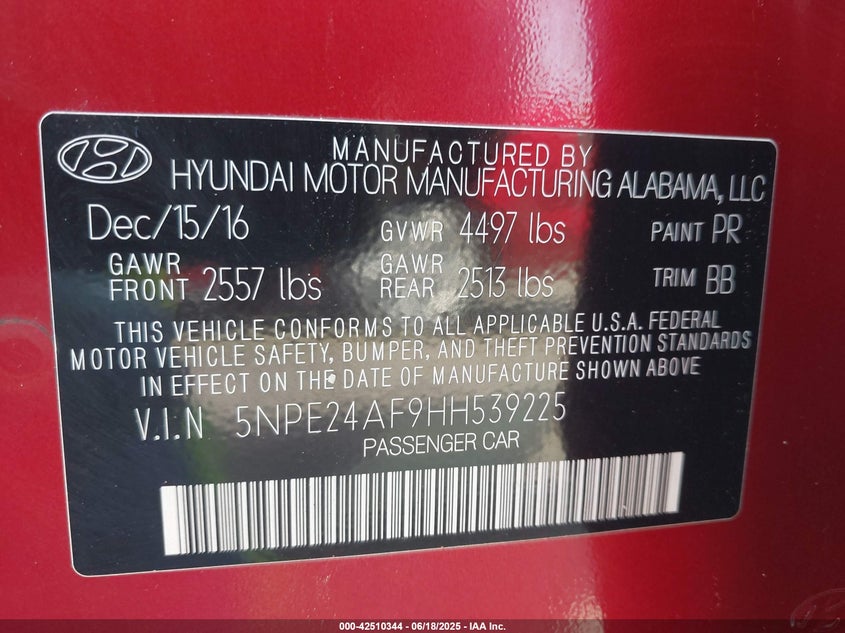 MANUFACTURED BY
HYUNDAI MOTOR MANUFACTURING ALABAMA, LLC
Dec/15/16 GVWR 4497 lbs PAINT PR
GAWR FRONT 2557 lbs GAWR REAR 2513 lbs TRIM BB
THIS VEHICLE CONFORMS TO ALL APPLICABLE U.S.A. FEDERAL
MOTOR VEHICLE SAFETY, BUMPER, AND THEFT PREVENTION STANDARDS
IN EFFECT ON THE DATE OF MANUFACTURE SHOWN ABOVE
V.I.N 5NPE24AF9HH539225
PASSENGER CAR
000-42510344 - 06/18/2025 - IAA Inc.